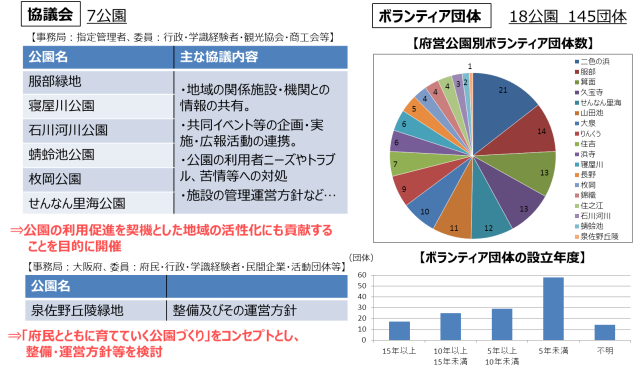 協議会 7公園
【事務局：指定管理者、委員：行政・学識経験者・観光協会・商工会等】
公園名 主な協議内容
服部緑地
寝屋川公園
石川河川公園
蜻蛉池公園
枚岡公園
せんなん里海公園
・地域の関係施設・機関との
情報の共有。
・共同イベント等の企画・実
施・広報活動の連携。
・公園の利用者ニーズやトラブ
ル、苦情等への対処
・施設の管理運営方針など…
⇒公園の利用促進を契機とした地域の活性化にも貢献する
ことを目的に開催
【事務局：大阪府、委員：府民・行政・学識経験者・民間企業・活動団体等】
公園名
泉佐野丘陵緑地 整備及びその運営方針
⇒「府民とともに育てていく公園づくり」をコンセプトとし、
整備・運営方針等を検討
ボランティア団体 18公園 145団体
【府営公園別ボランティア団体数】
21
14
13
13
12
11
10
9
7
6
6
5
4
4
4
3
2
1
二色の浜
服部
箕面
久宝寺
せんなん里海
山田池
大泉
りんくう
住吉
浜寺
寝屋川
長野
枚岡
錦織
住之江
石川河川
蜻蛉池
泉佐野丘陵
【ボランティア団体の設立年度】
(団体)
60
50
40
30
20
10
0
15年以上
10年以上
15年未満
5年以上
10年未満
5年未満
不明